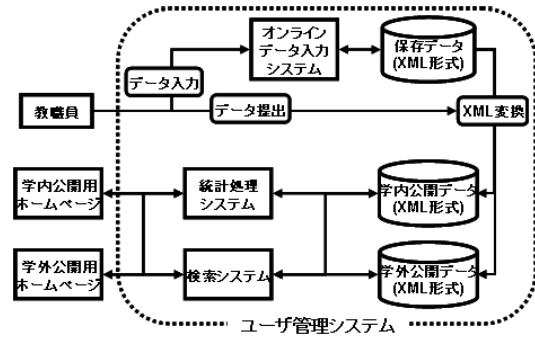 オンライン
データ入力
システム
保存データ
(XML形式)
データ入力
教職員
データ提出
XML変換
学内公開用
ホームページ
統計処理
システム
学内公開データ
(XML形式)
学外公開用
ホームページ
検索システム
学外公開データ
(XML形式)
ユーザ管理システム